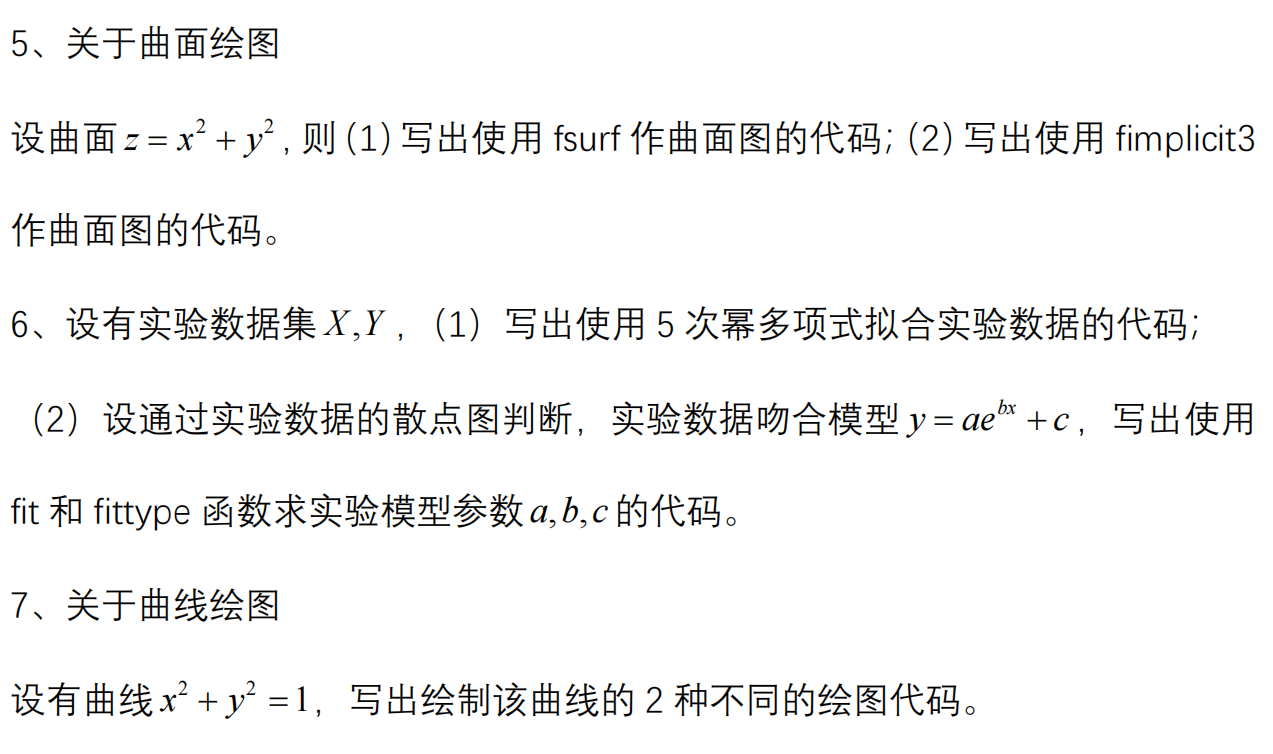 5、关于曲面绘图
设曲面 z = x² + y² , 则 (1) 写出使用 fsurf 作曲面图的代码; (2) 写出使用 fimplicit3
作曲面图的代码。
6、设有实验数据集 X,Y ，（1）写出使用 5 次幂多项式拟合实验数据的代码;
（2）设通过实验数据的散点图判断，实验数据吻合模型 y = ae^{bx} + c ，写出使用
fit 和 fittype 函数求实验模型参数 a,b,c 的代码。
7、关于曲线绘图
设有曲线 x² + y² = 1，写出绘制该曲线的 2 种不同的绘图代码。